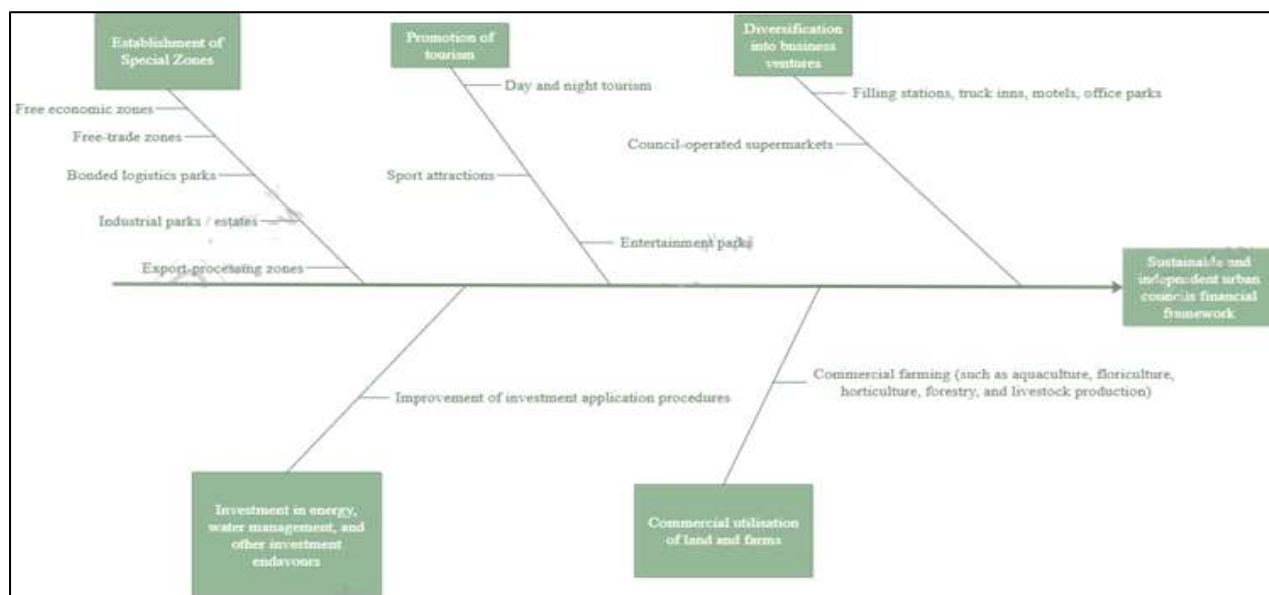 Establishment of
Special Zones
Promotion of
tourism
Diversification
into business
ventures
Free economic zones
Free-trade zones
Bonded logistics parks
Industrial parks / estates
Export-processing zones
Day and night tourism
Sport attractions
Entertainment parks
Filling stations, truck inns, motels, office parks
Council-operated supermarkets
Sustainable and
independent urban
councils financial
framework
Improvement of investment application procedures
Commercial farming (such as aquaculture, floriculture,
horticulture, forestry, and livestock production)
Investment in energy,
water management, and
other investment
endavours
Commercial utilisation
of land and farms